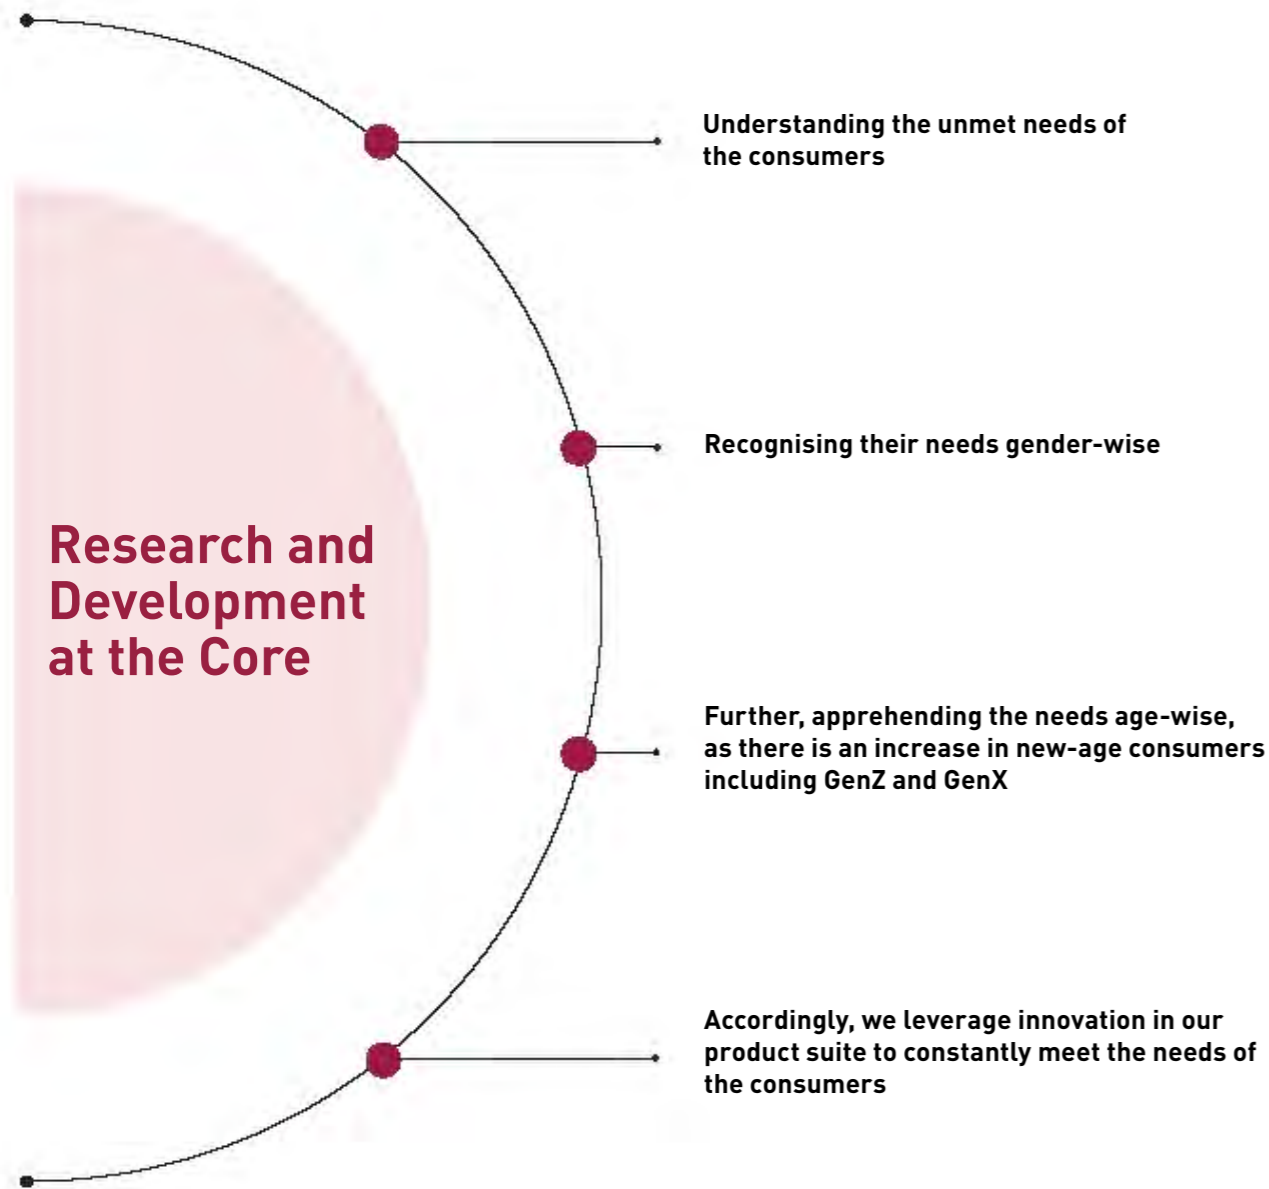 Research and
Development
at the Core
Understanding the unmet needs of
the consumers
Recognising their needs gender-wise
Further, apprehending the needs age-wise,
as there is an increase in new-age consumers
including GenZ and GenX
Accordingly, we leverage innovation in our
product suite to constantly meet the needs of
the consumers